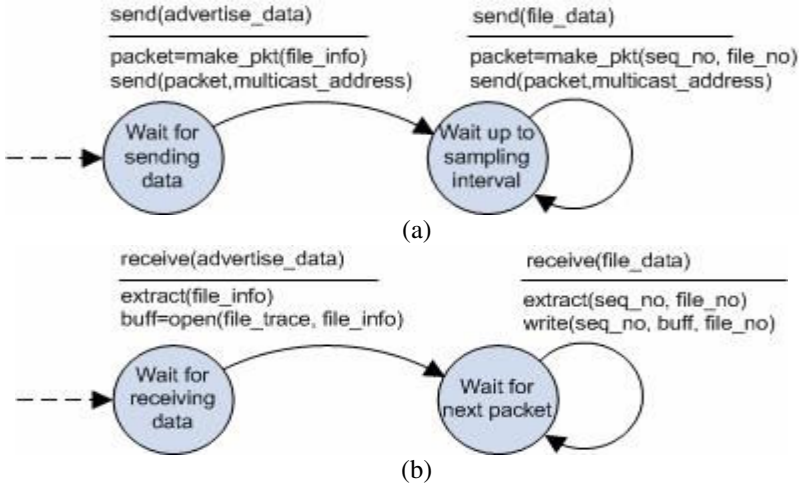 send(advertise_data)
packet=make_pkt(file_info)
send(packet,multicast_address)
send(file_data)
packet=make_pkt(seq_no, file_no)
send(packet,multicast_address)
Wait for
sending
data
Wait up to
sampling
interval
(a)
receive(advertise_data)
extract(file_info)
buff=open(file_trace, file_info)
receive(file_data)
extract(seq_no, file_no)
write(seq_no, buff, file_no)
Wait for
receiving
data
Wait for
next packet
(b)